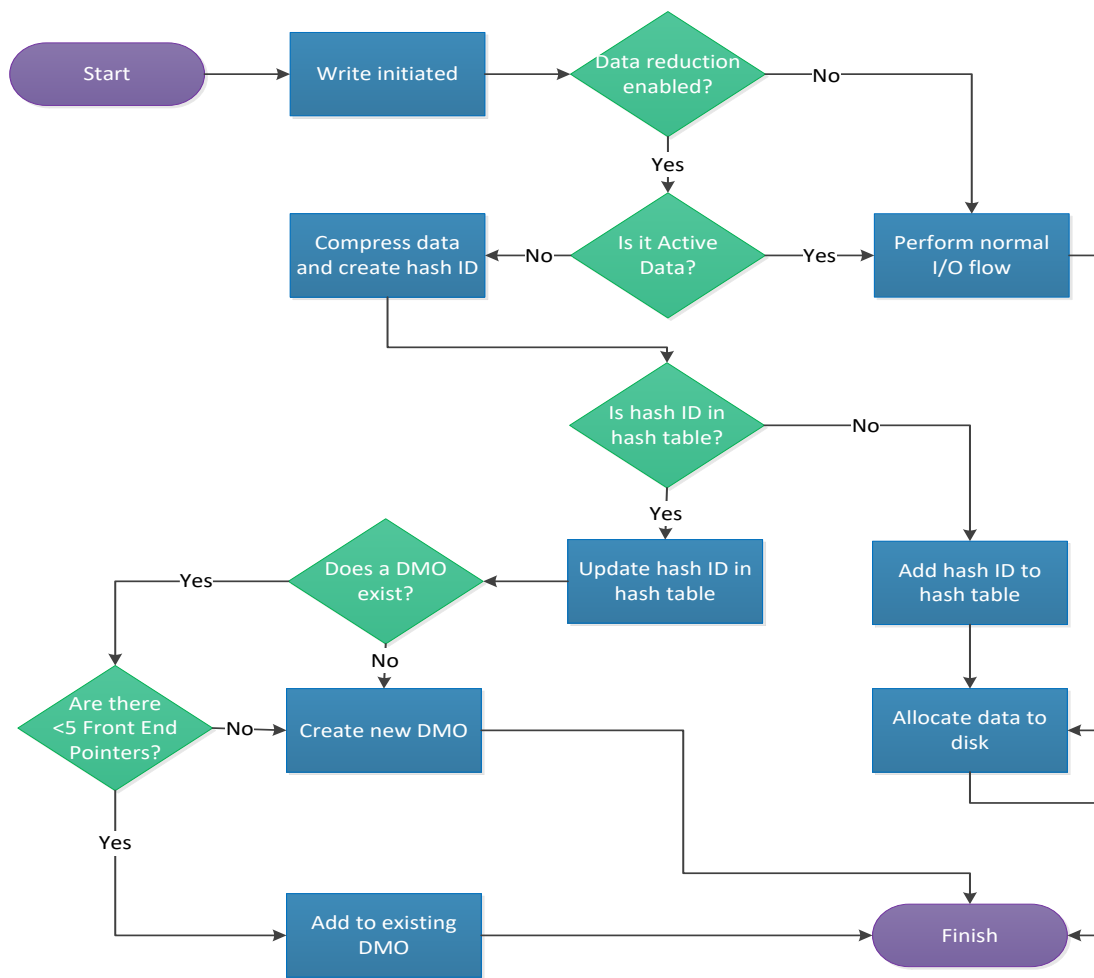 Start
Write initiated
Data reduction
enabled?
No
Yes
Compress data
and create hash ID
No
Is it Active
Data?
Yes
Perform normal
I/O flow
Is hash ID in
hash table?
No
Yes
Does a DMO
exist?
Yes
Update hash ID in
hash table
Add hash ID to
hash table
No
Are there
<5 Front End
Pointers?
No
Create new DMO
Allocate data to
disk
Yes
Add to existing
DMO
Finish